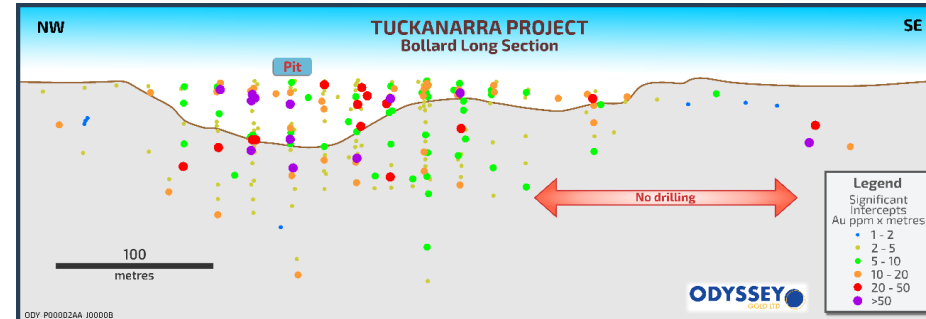 NW
TUCKANARRA PROJECT
SE
Bollard Long Section
Pit
No drilling
Legend
Significant
Intercepts
Au ppm x metres
1 - 2
2 - 5
5 - 10
10 - 20
20 - 50
>50
100
metres
ODYSSEY
GOLD LTD
ODY P00002AA J0000B